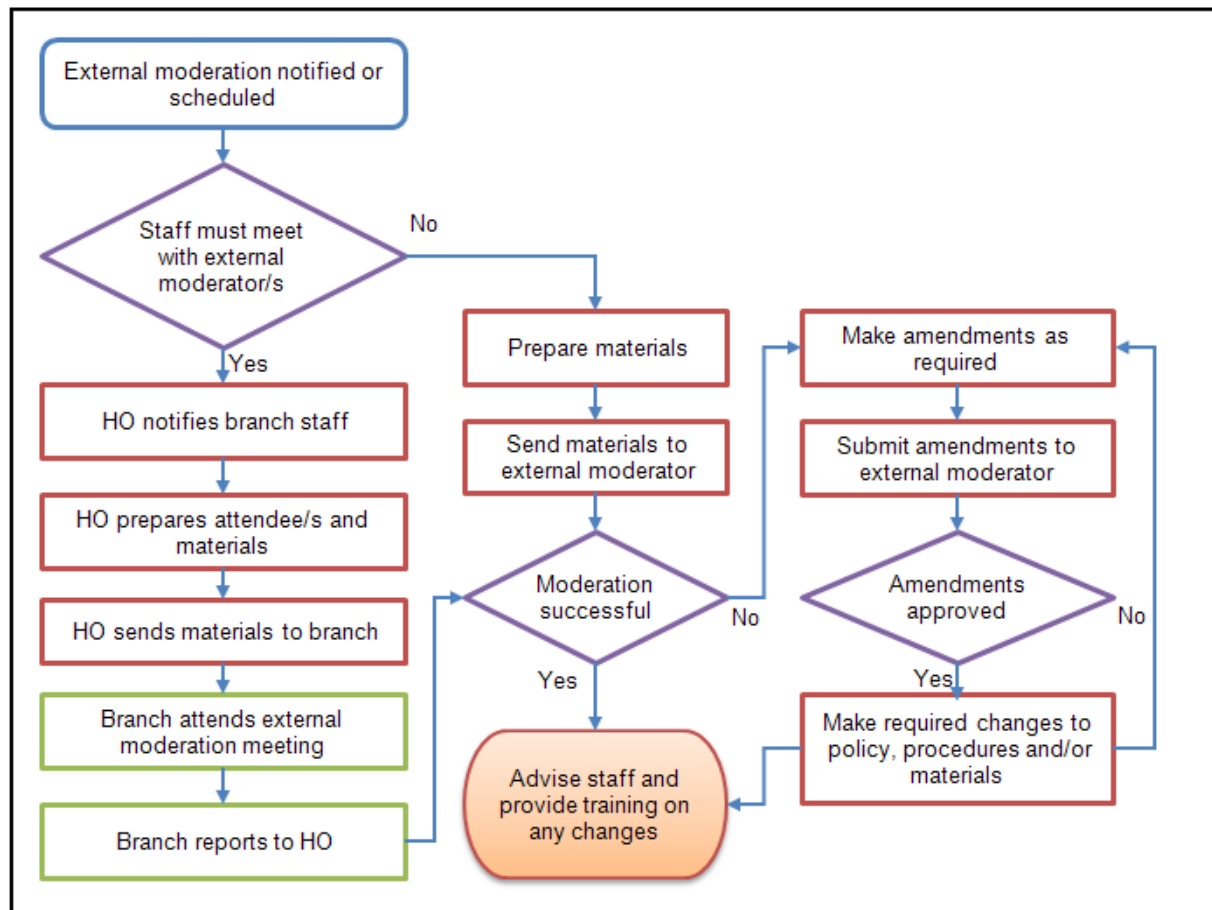 External moderation notified or
scheduled
Staff must meet
with external
moderator/s
No
Yes
HO notifies branch staff
HO prepares attendee/s and
materials
HO sends materials to branch
Branch attends external
moderation meeting
Branch reports to HO
Prepare materials
Send materials to
external moderator
Moderation
successful
No
Yes
Advise staff and
provide training on
any changes
Make amendments as
required
Submit amendments to
external moderator
Amendments
approved
No
Yes
Make required changes to
policy, procedures and/or
materials